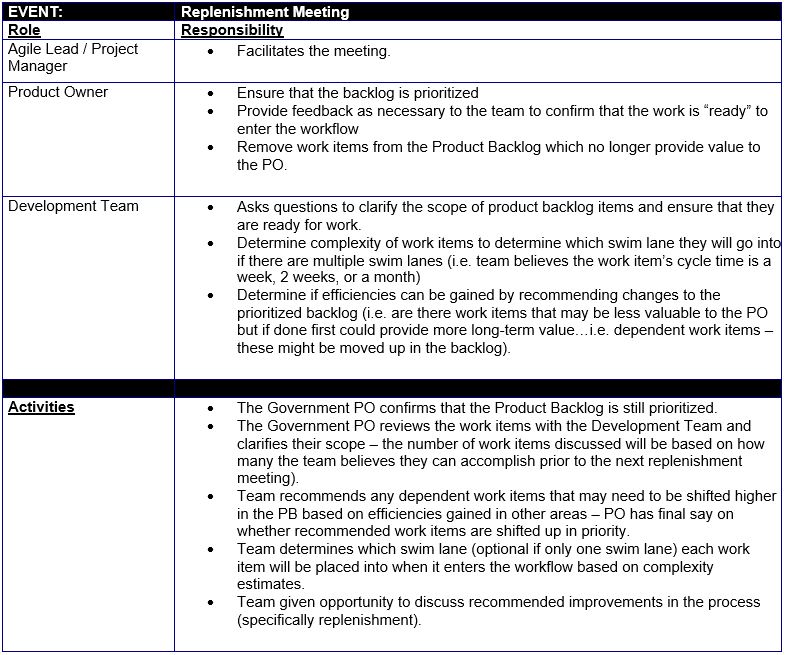 EVENT: Replenishment Meeting
Role Responsibility
Agile Lead / Project
Manager
• Facilitates the meeting.
Product Owner
• Ensure that the backlog is prioritized
• Provide feedback as necessary to the team to confirm that the work is “ready” to
enter the workflow
• Remove work items from the Product Backlog which no longer provide value to
the PO.
Development Team
• Asks questions to clarify the scope of product backlog items and ensure that they
are ready for work.
• Determine complexity of work items to determine which swim lane they will go into
if there are multiple swim lanes (i.e. team believes the work item’s cycle time is a
week, 2 weeks, or a month)
• Determine if efficiencies can be gained by recommending changes to the
prioritized backlog (i.e. are there work items that may be less valuable to the PO
but if done first could provide more long-term value…i.e. dependent work items –
these might be moved up in the backlog).
Activities
• The Government PO confirms that the Product Backlog is still prioritized.
• The Government PO reviews the work items with the Development Team and
clarifies their scope – the number of work items discussed will be based on how
many the team believes they can accomplish prior to the next replenishment
meeting).
• Team recommends any dependent work items that may need to be shifted higher
in the PB based on efficiencies gained in other areas – PO has final say on
whether recommended work items are shifted up in priority.
• Team determines which swim lane (optional if only one swim lane) each work
item will be placed into when it enters the workflow based on complexity
estimates.
• Team given opportunity to discuss recommended improvements in the process
(specifically replenishment).